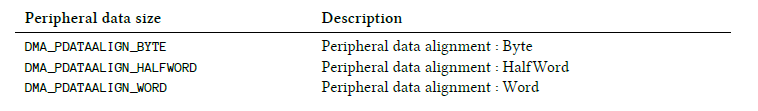 Peripheral data size Description
DMA_PDATAALIGN_BYTE Peripheral data alignment : Byte
DMA_PDATAALIGN_HALFWORD Peripheral data alignment : HalfWord
DMA_PDATAALIGN_WORD Peripheral data alignment : Word